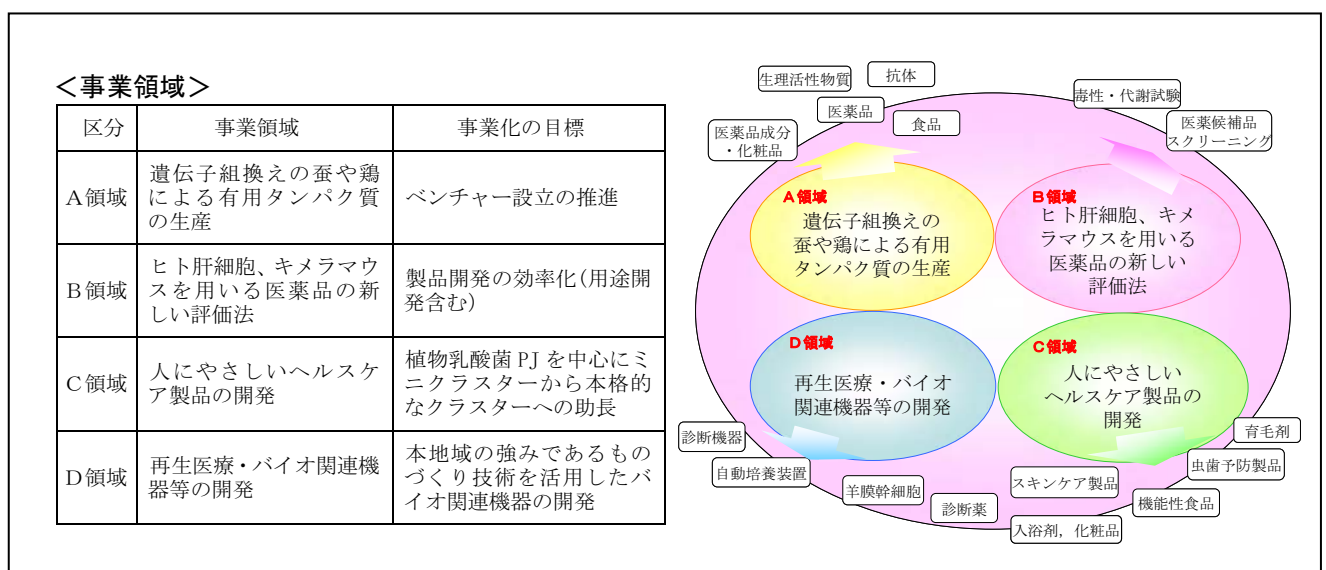 ＜事業領域＞
区分
事業領域
事業化の目標
Ａ領域
遺伝子組換えの蚕や鶏
による有用タンパク質
の生産
ベンチャー設立の推進
Ｂ領域
ヒト肝細胞、キメラマウ
スを用いる医薬品の新
しい評価法
製品開発の効率化(用途開
発含む)
Ｃ領域
人にやさしいヘルスケ
ア製品の開発
植物乳酸菌 PJ を中心にミ
ニクラスターから本格的
なクラスターへの助長
Ｄ領域
再生医療・バイオ関連機
器等の開発
本地域の強みであるもの
づくり技術を活用したバ
イオ関連機器の開発
生理活性物質
抗体
医薬品
食品
医薬品成分
・化粧品
毒性・代謝試験
医薬候補品
スクリーニング
Ａ領域
遺伝子組換えの
蚕や鶏による有用
タンパク質の生産
Ｂ領域
ヒト肝細胞、キメ
ラマウスを用いる
医薬品の新しい
評価法
Ｄ領域
再生医療・バイオ
関連機器等の開発
Ｃ領域
人にやさしい
ヘルスケア製品の
開発
診断機器
自動培養装置
羊膜幹細胞
診断薬
スキンケア製品
入浴剤，化粧品
機能性食品
虫歯予防製品
育毛剤